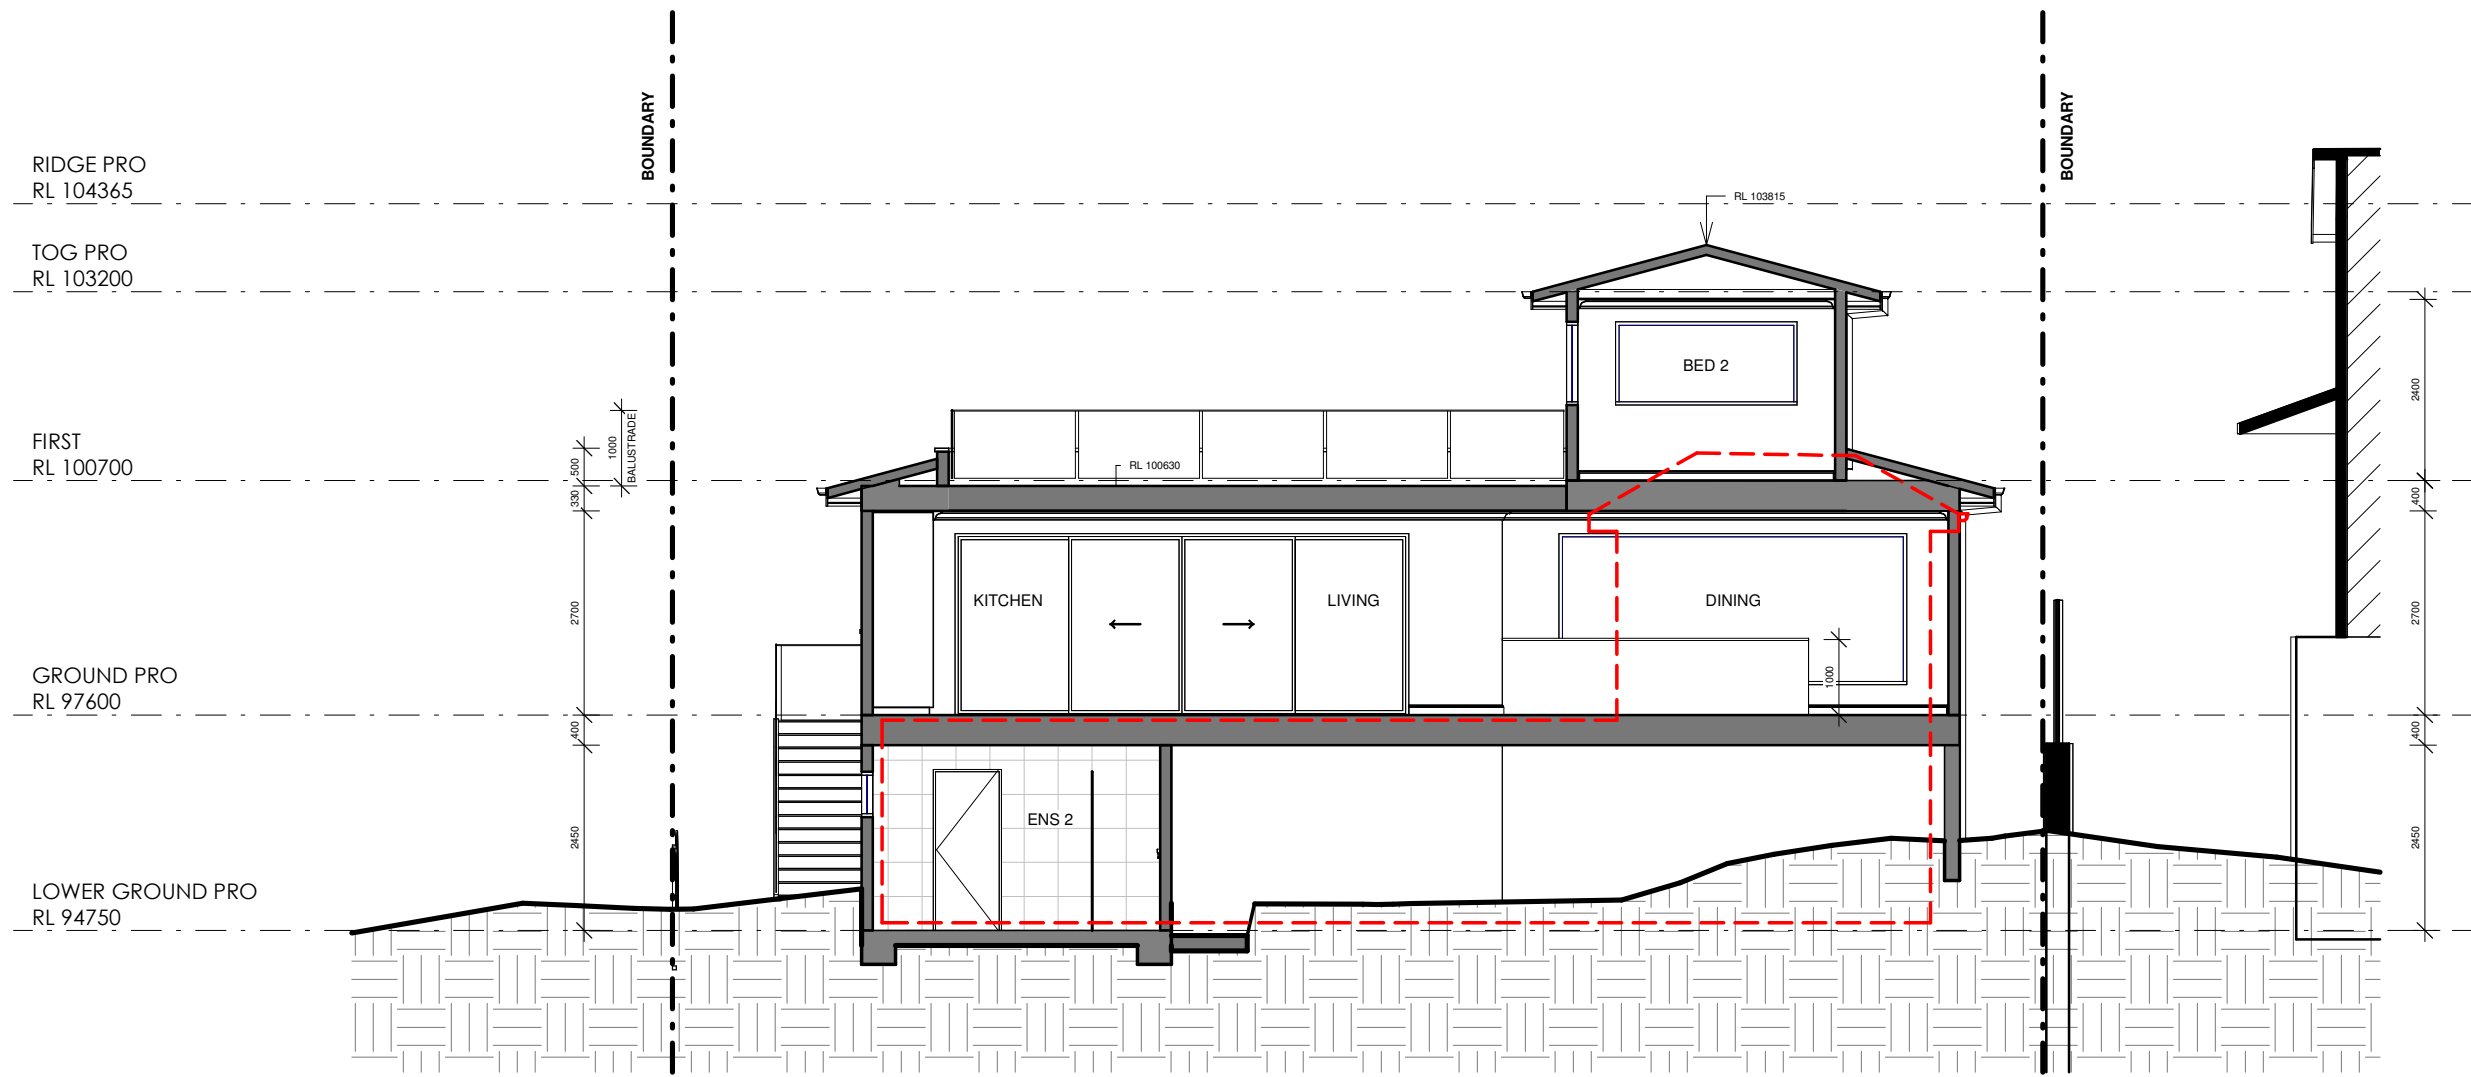 BOUNDARY
BOUNDARY
RIDGE PRO
RL 104365
RL 103815
TOG PRO
RL 103200
BED 2
2400
FIRST
RL 100700
500
1000
BALUSTRADE
RL 100630
330
400
KITCHEN
LIVING
DINING
2700
2700
1000
GROUND PRO
RL 97600
400
400
ENS 2
2450
2450
LOWER GROUND PRO
RL 94750